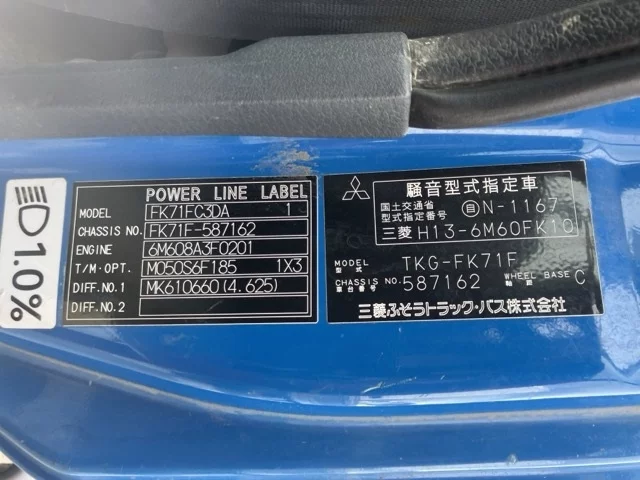 1.0%
POWER LINE LABEL
MODEL FK71FC3DA 1
CHASSIS NO. FK71F-587162
ENGINE 6M608A3F0201
T/M·OPT. M050S6F185 1X3
DIFF. NO.1 MK610660(4.625)
DIFF. NO.2
騒音型式指定車
国土交通省
型式指定番号 自N-1167
三菱 H13-6M60FK10
MODEL
型式 TKG-FK71F
CHASSIS NO.
車台番号 587162 WHEEL BASE
軸距 C
三菱ふそうトラック・バス株式会社